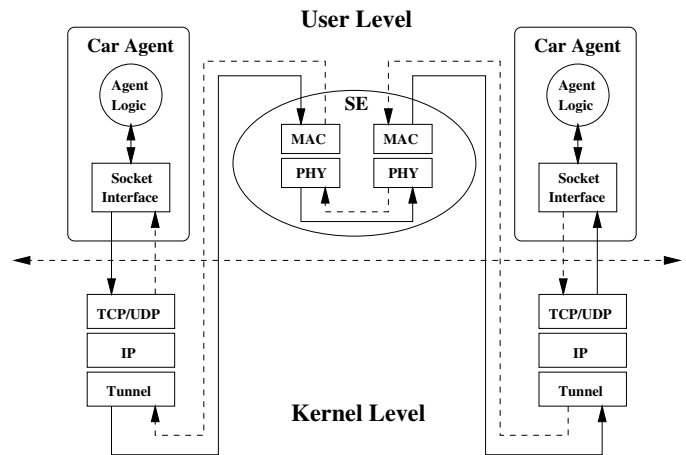 User Level
Car Agent
Agent
Logic
Socket
Interface
SE
MAC
MAC
PHY
PHY
Car Agent
Agent
Logic
Socket
Interface
TCP/UDP
IP
Tunnel
TCP/UDP
IP
Tunnel
Kernel Level